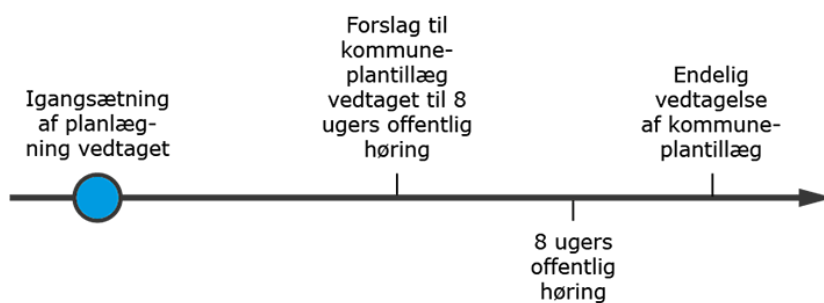 Igangsætning
af planlæg-
ning vedtaget
Forslag til
kommune-
plantillæg
vedtaget til 8
ugers offentlig
høring
8 ugers
offentlig
høring
Endelig
vedtagelse
af kommune-
plantillæg